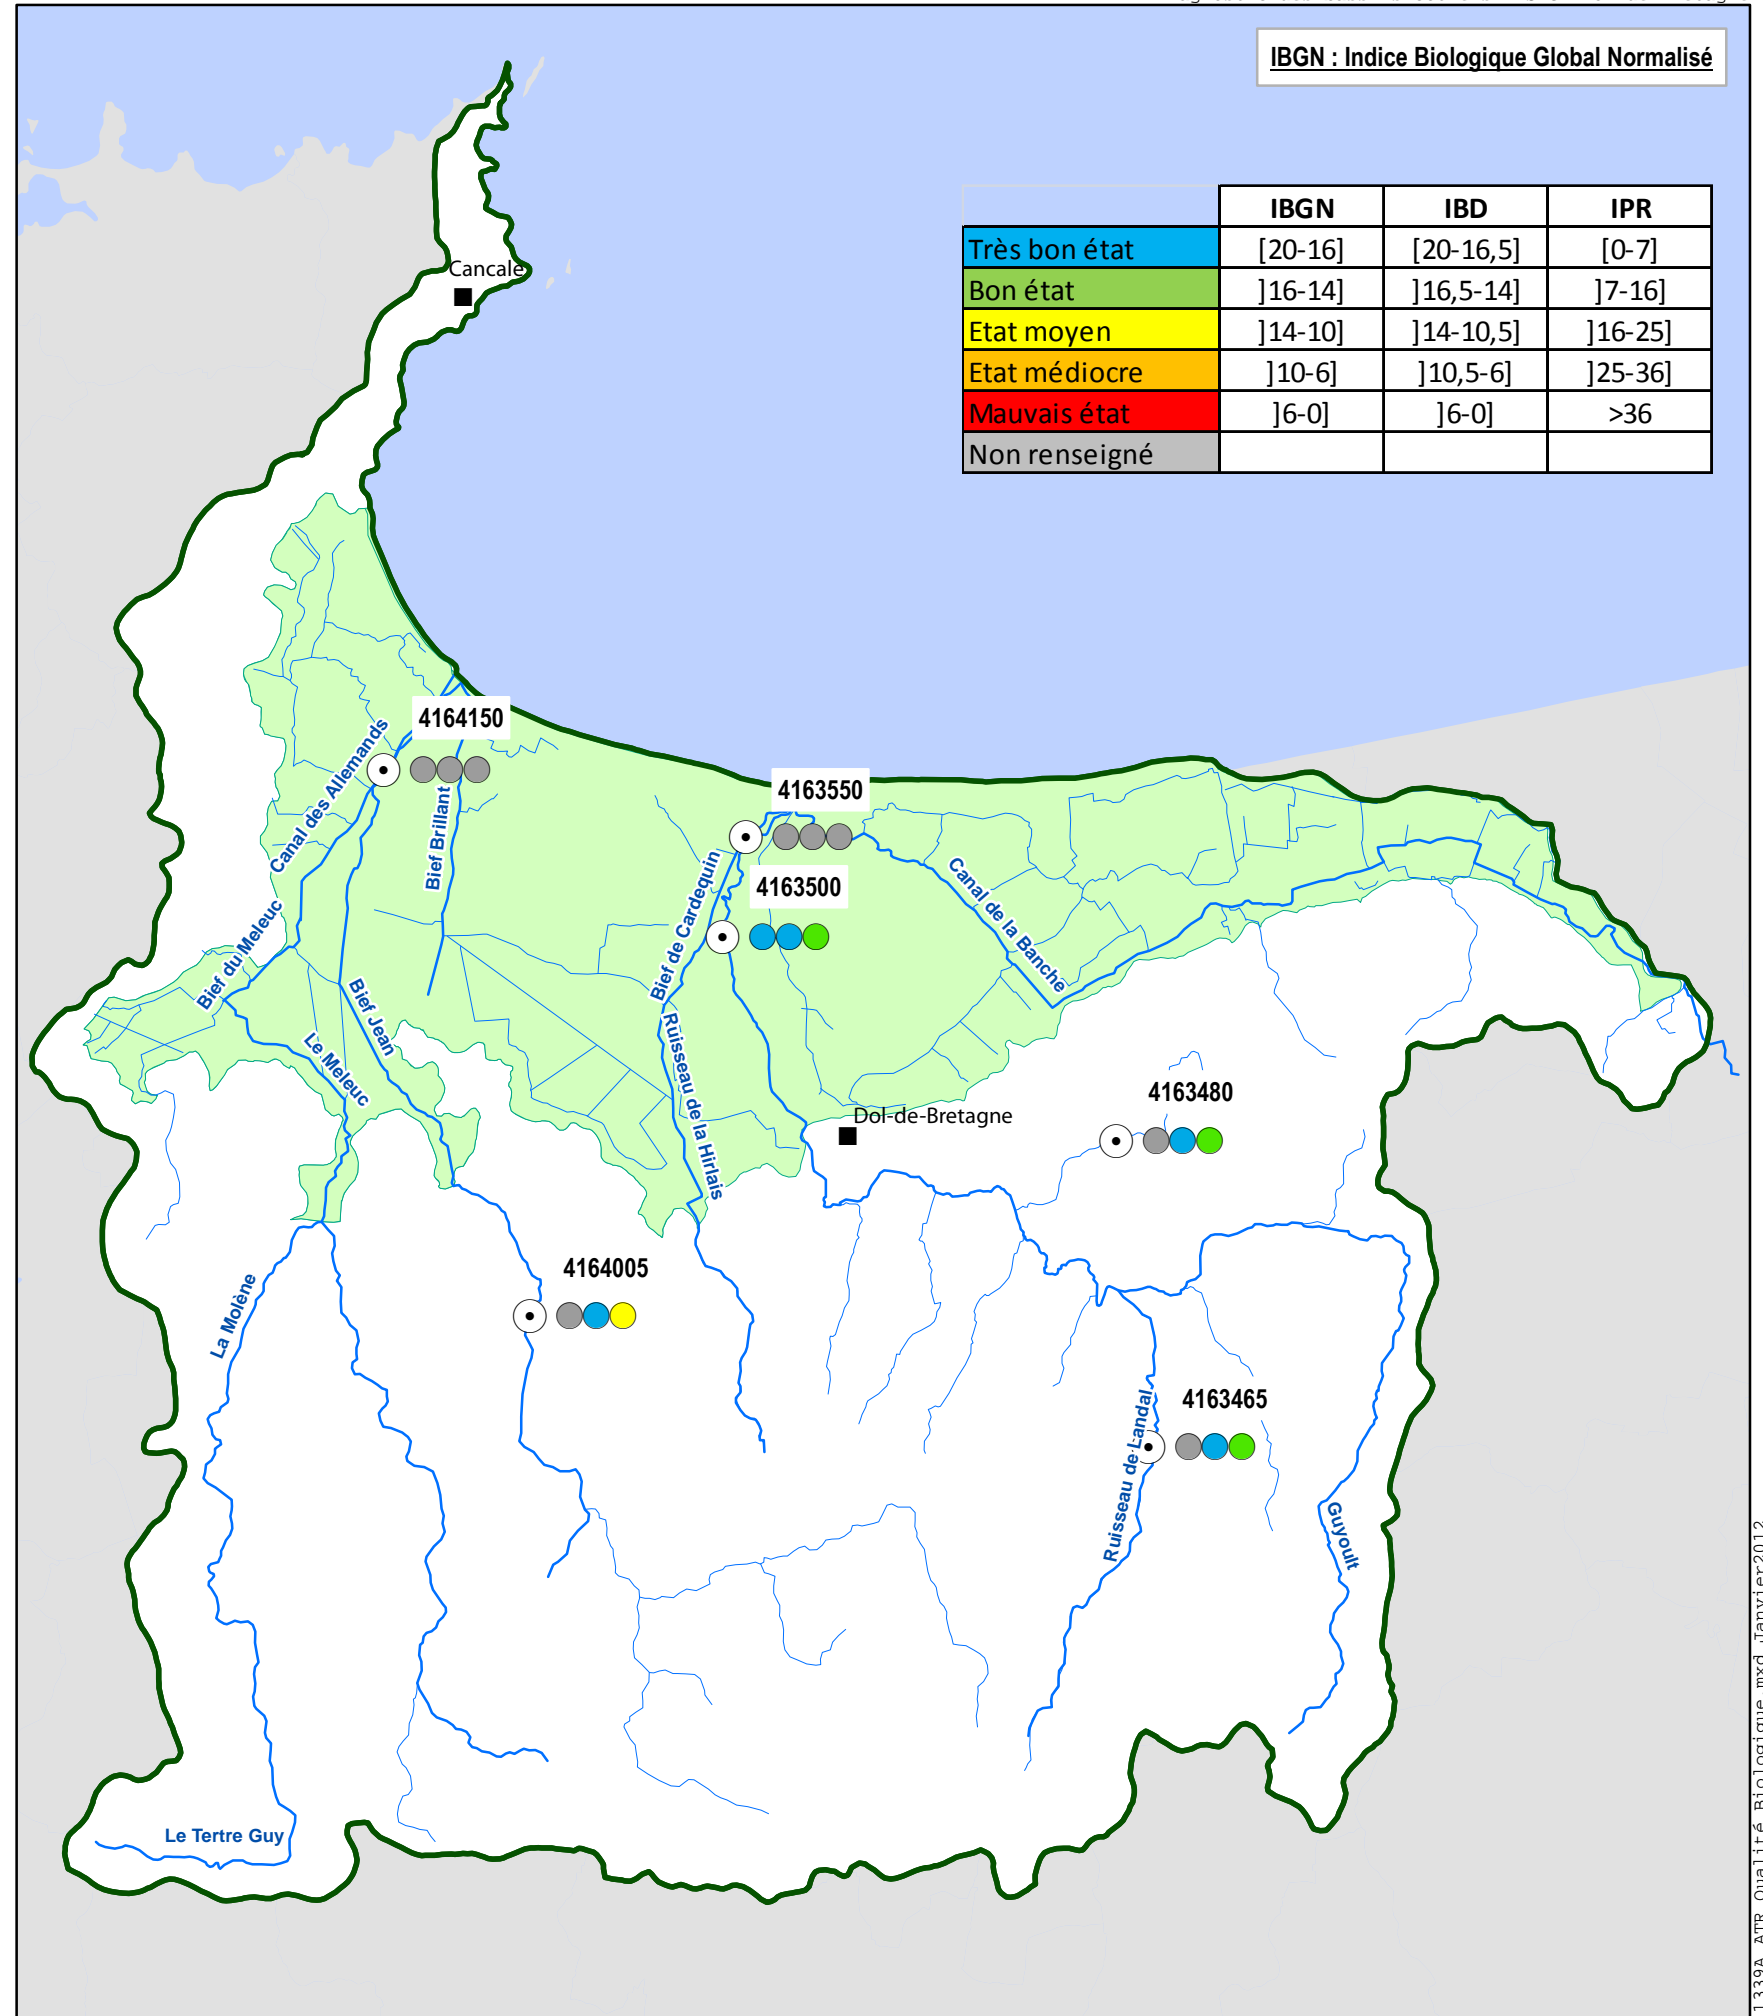 IBGN : Indice Biologique Global Normalisé
IBGN IBD IPR
Très bon état [20-16] [20-16,5] [0-7]
Bon état ]16-14] ]16,5-14] ]7-16]
Etat moyen ]14-10] ]14-10,5] ]16-25]
Etat médiocre ]10-6] ]10,5-6] ]25-36]
Mauvais état ]6-0] ]6-0] >36
Non renseigné
Cancale
4164150
Canal des Allemands
Bief Brillant
4163550
4163500
Bief de Cardequin
Canal de la Banche
Bief du Meleuc
Bief Jean
Le Meleuc
Ruisseau de la Hirlais
Dol-de-Bretagne
4163480
4164005
La Molène
4163465
Ruisseau de Landal
Guyoult
Le Tertre Guy
ATR Qualité Biologique mxd Janvier2012